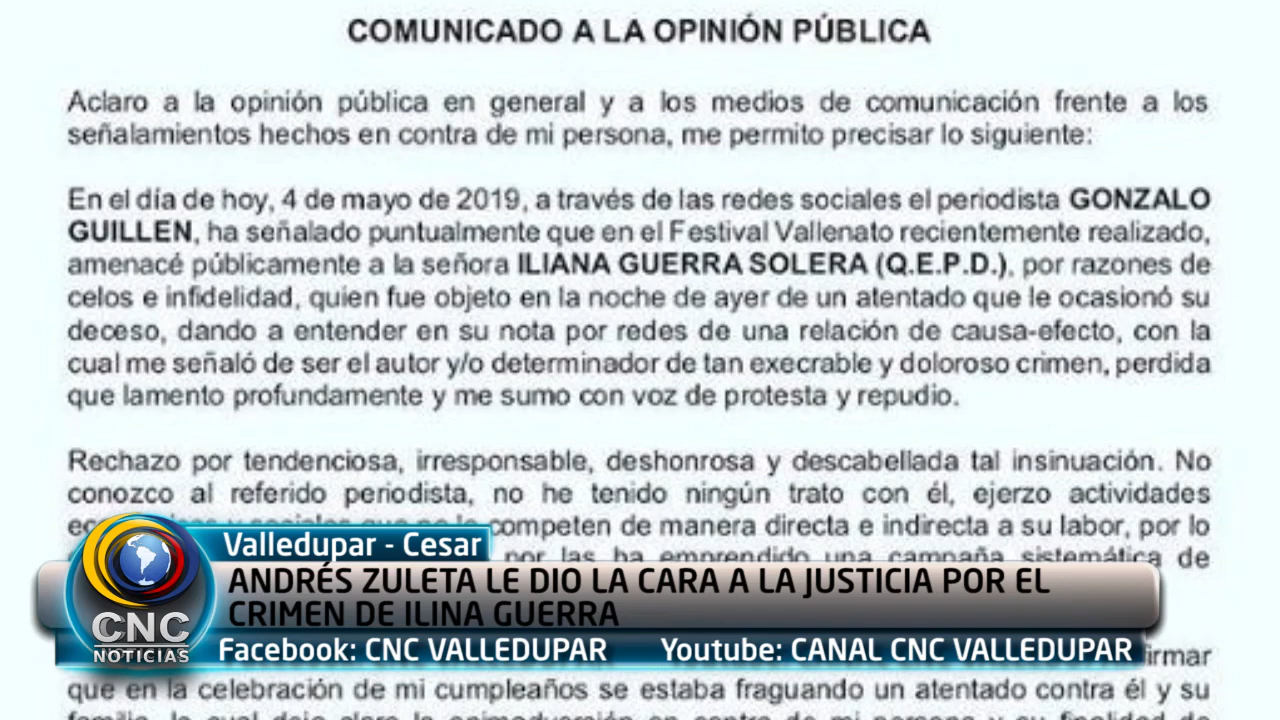 COMUNICADO A LA OPINIÓN PÚBLICA
Aclaro a la opinión pública en general y a los medios de comunicación frente a los
señalamientos hechos en contra de mi persona, me permito precisar lo siguiente:
En el día de hoy, 4 de mayo de 2019, a través de las redes sociales el periodista GONZALO
GUILLEN, ha señalado puntualmente que en el Festival Vallenato recientemente realizado,
amenacé públicamente a la señora ILIANA GUERRA SOLERA (Q.E.P.D.), por razones de
celos e infidelidad, quien fue objeto en la noche de ayer de un atentado que le ocasionó su
deceso, dando a entender en su nota por redes de una relación de causa-efecto, con la
cual me señaló de ser el autor y/o determinador de tan execrable y doloroso crimen, perdida
que lamento profundamente y me sumo con voz de protesta y repudio.
Rechazo por tendenciosa, irresponsable, deshonrosa y descabellada tal insinuación. No
conozco al referido periodista, no he tenido ningún trato con él, ejerzo actividades
competen de manera directa e indirecta a su labor, por lo
por las ha emprendido una campaña sistemática de
Valledupar - Cesar
ANDRÉS ZULETA LE DIO LA CARA A LA JUSTICIA POR EL
CRIMEN DE ILINA GUERRA
CNC
NOTICIAS
Facebook: CNC VALLEDUPAR Youtube: CANAL CNC VALLEDUPAR
que en la celebración de mi cumpleaños se estaba fraguando un atentado contra él y su